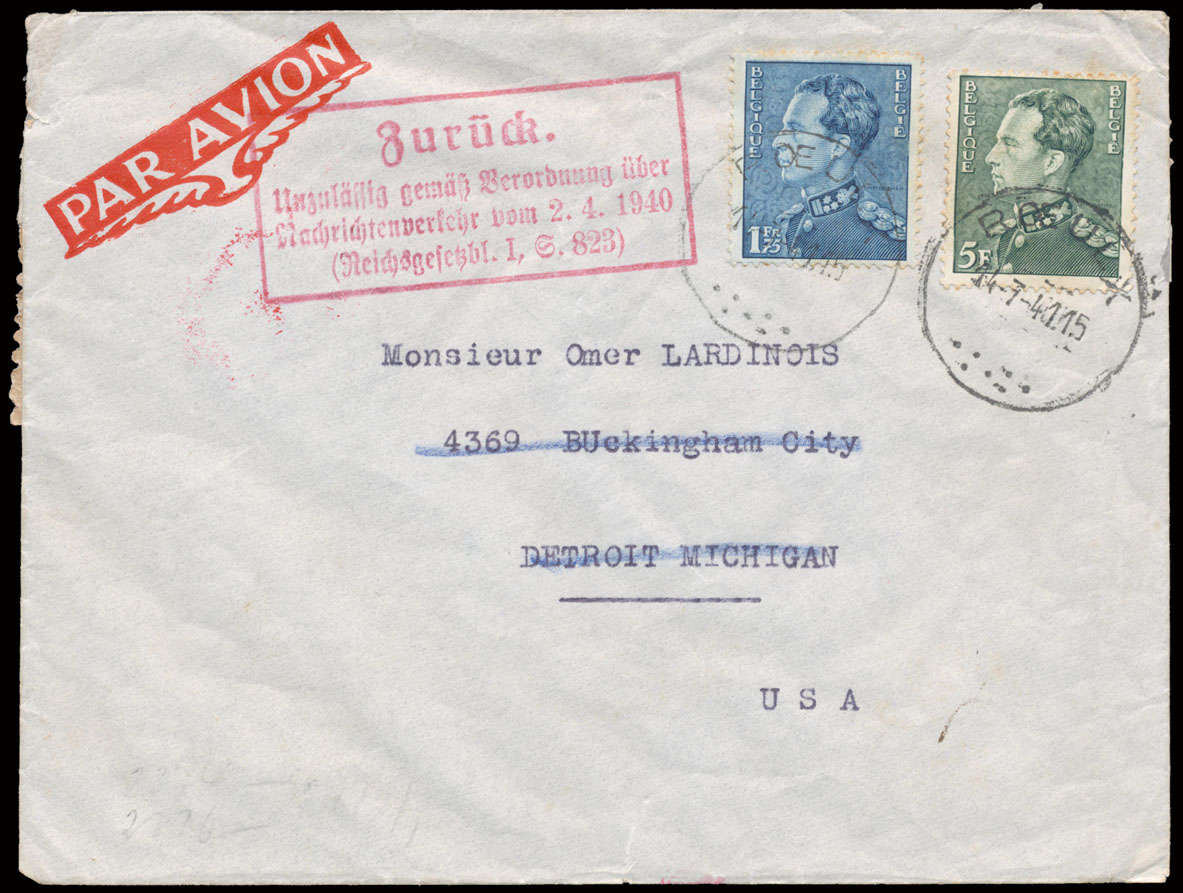 PAR AVION
Zurück.
Unzulässig gemäß Verordnung über
Nachrichtenverkehr vom 2. 4. 1940
(Reichsgesetzbl. I, S. 823)
BELGIQUE BELGIË
1 Fr. 75
BELGIQUE BELGIË
5F
Monsieur Omer LARDINOIS
4369 BUckingham City
DETROIT MICHIGAN
U S A